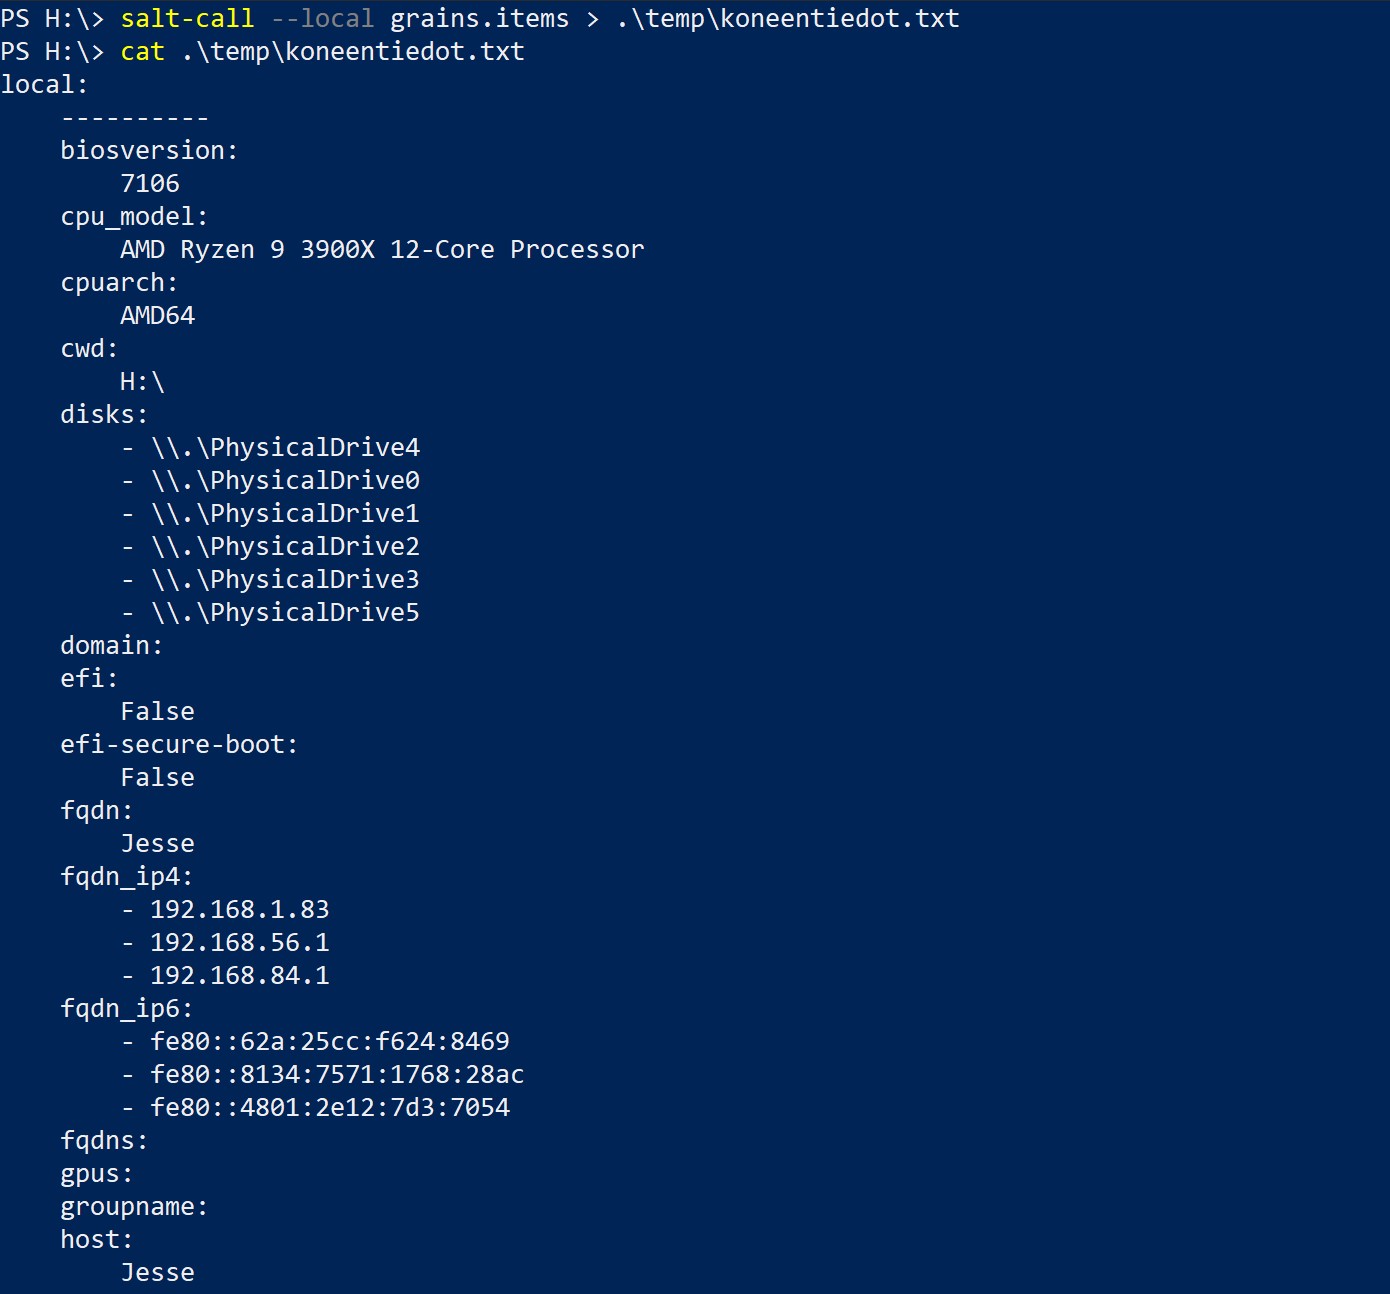 PS H:\> salt-call --local grains.items > .\temp\koneentiedot.txt
PS H:\> cat .\temp\koneentiedot.txt
local:
    ----------
    biosversion:
        7106
    cpu_model:
        AMD Ryzen 9 3900X 12-Core Processor
    cpuarch:
        AMD64
    cwd:
        H:\
    disks:
        - \\.\PhysicalDrive4
        - \\.\PhysicalDrive0
        - \\.\PhysicalDrive1
        - \\.\PhysicalDrive2
        - \\.\PhysicalDrive3
        - \\.\PhysicalDrive5
    domain:
    efi:
        False
    efi-secure-boot:
        False
    fqdn:
        Jesse
    fqdn_ip4:
        - 192.168.1.83
        - 192.168.56.1
        - 192.168.84.1
    fqdn_ip6:
        - fe80::62a:25cc:f624:8469
        - fe80::8134:7571:1768:28ac
        - fe80::4801:2e12:7d3:7054
    fqdns:
    gpus:
    groupname:
    host:
        Jesse